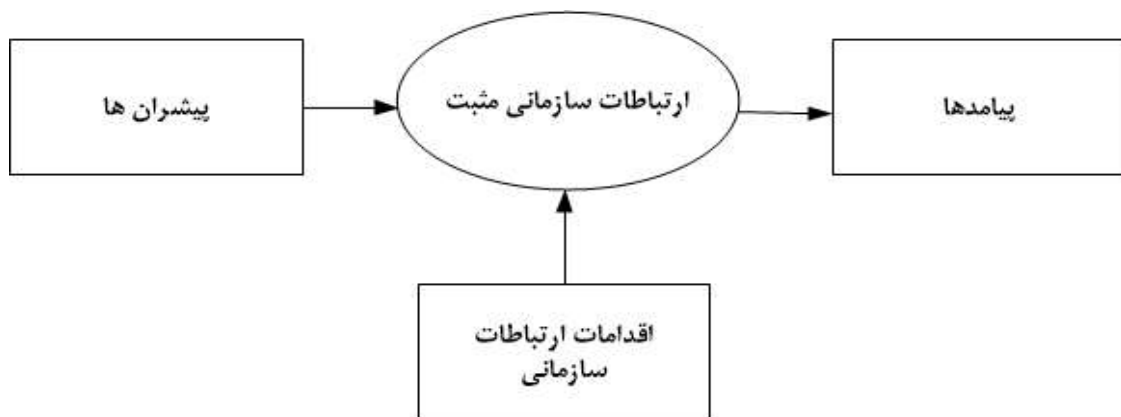 پیشران ها
ارتباطات سازمانی مثبت
پیامدها
اقدامات ارتباطات
سازمانی